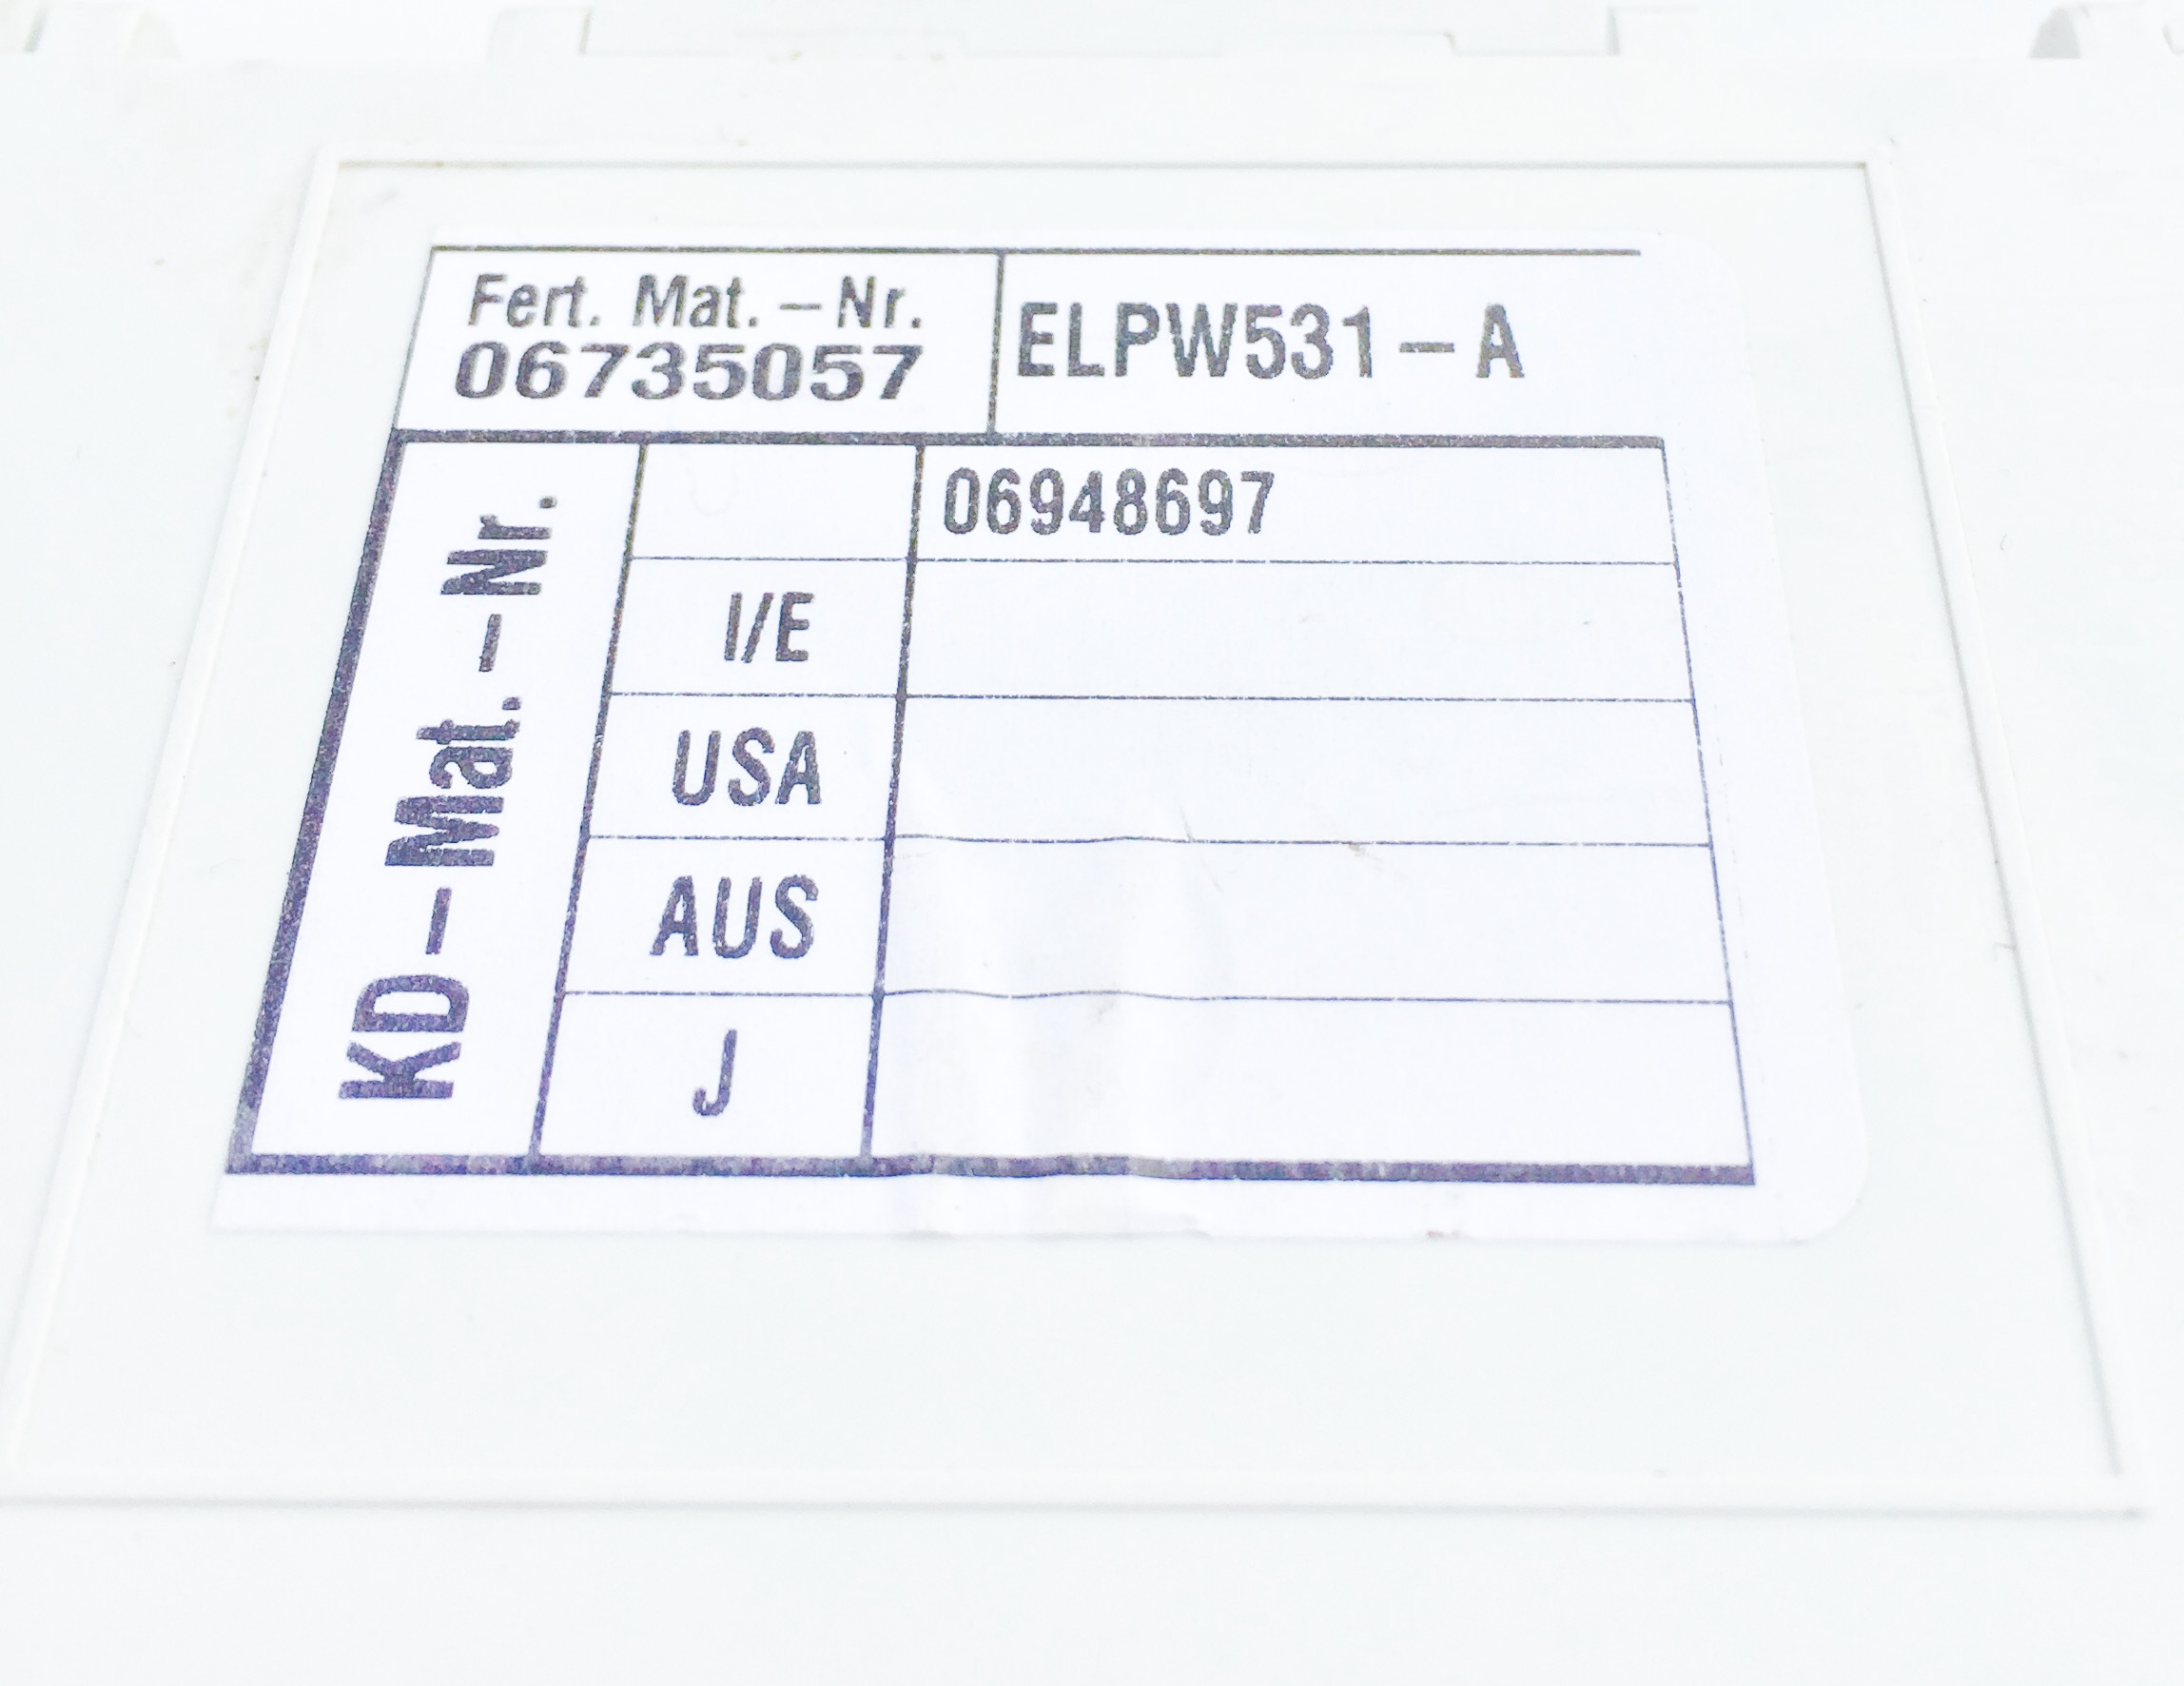 Fert. Mat. – Nr.
06735057
ELPW531 – A
KD – Mat. – Nr.
06948697
I/E
USA
AUS
J